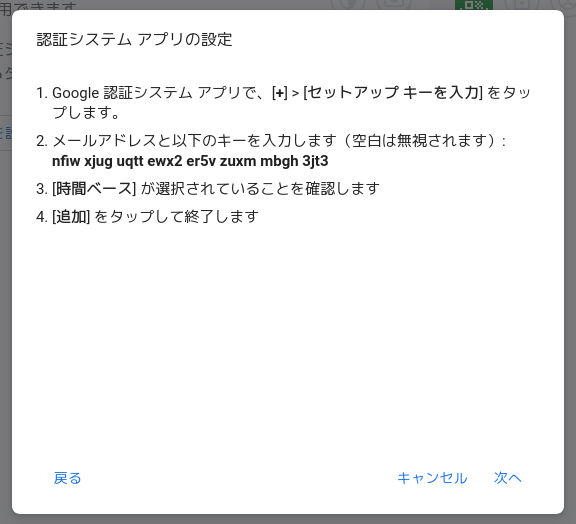 用できます
認証システム アプリの設定
1. Google 認証システム アプリで、[+] > [セットアップ キーを入力] をタッ
プします。
2. メールアドレスと以下のキーを入力します（空白は無視されます）:
nfiw xjug uqtt ewx2 er5v zuxm mbgh 3jt3
3. [時間ベース] が選択されていることを確認します
4. [追加] をタップして終了します
戻る
キャンセル
次へ